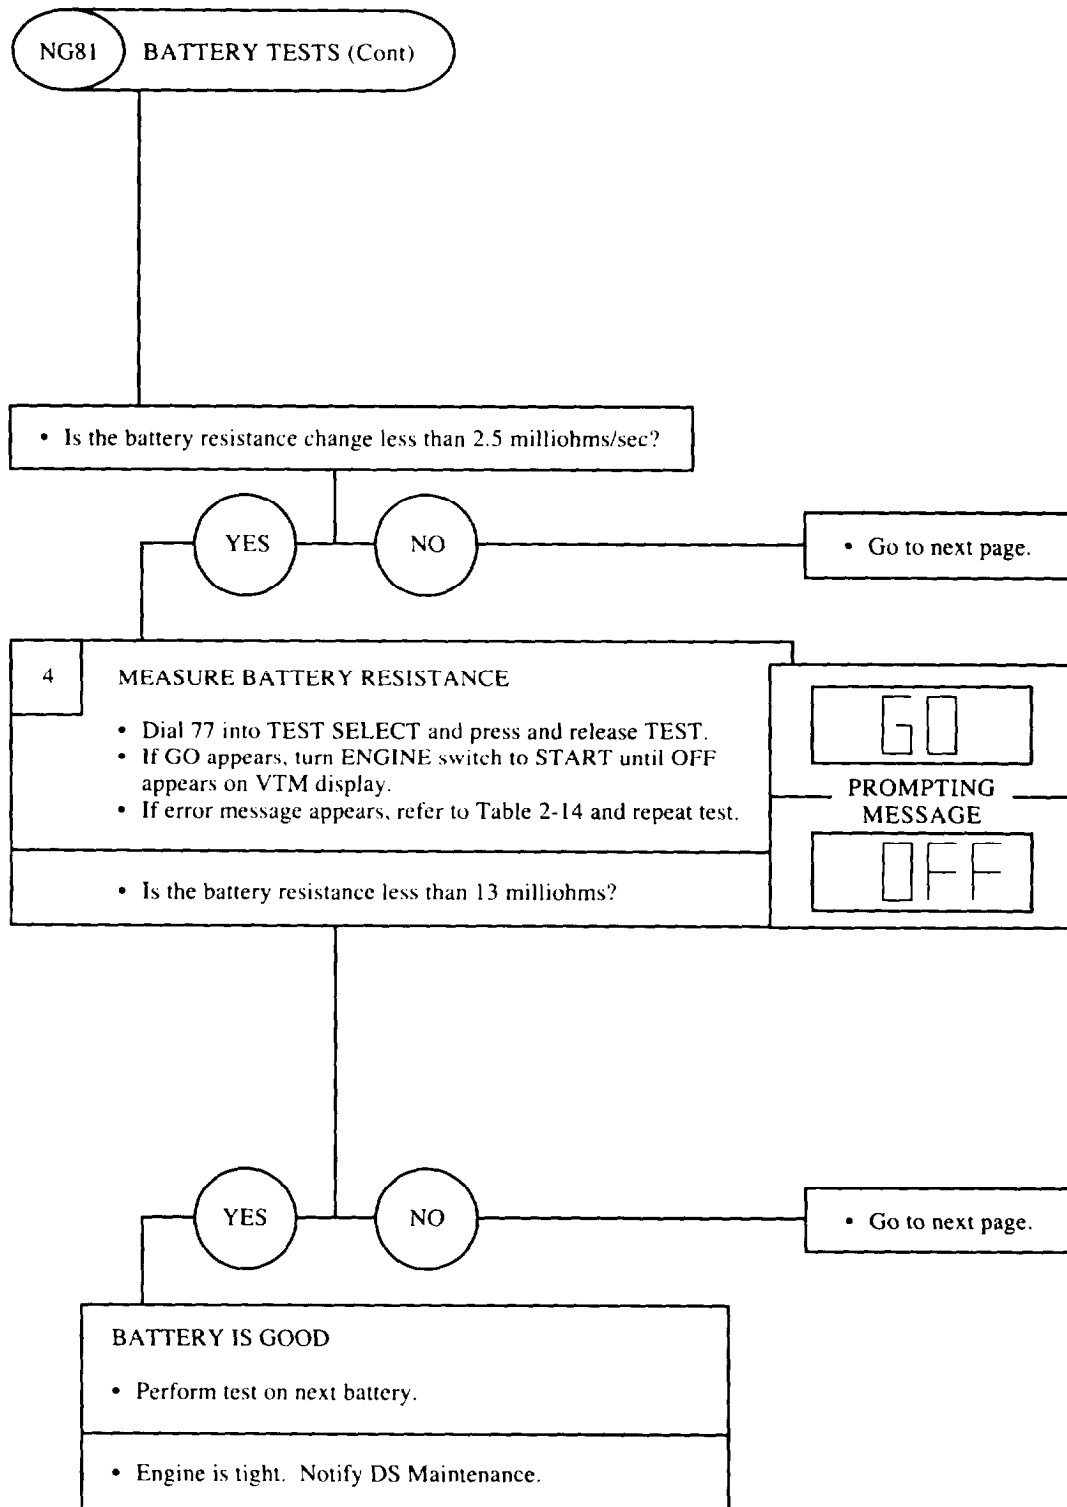 NG81 BATTERY TESTS (Cont)
• Is the battery resistance change less than 2.5 milliohms/sec?
YES
NO
• Go to next page.
4
MEASURE BATTERY RESISTANCE
• Dial 77 into TEST SELECT and press and release TEST.
• If GO appears, turn ENGINE switch to START until OFF
appears on VTM display.
• If error message appears, refer to Table 2-14 and repeat test.
• Is the battery resistance less than 13 milliohms?
GO
PROMPTING
MESSAGE
OFF
YES
NO
• Go to next page.
BATTERY IS GOOD
• Perform test on next battery.
• Engine is tight. Notify DS Maintenance.